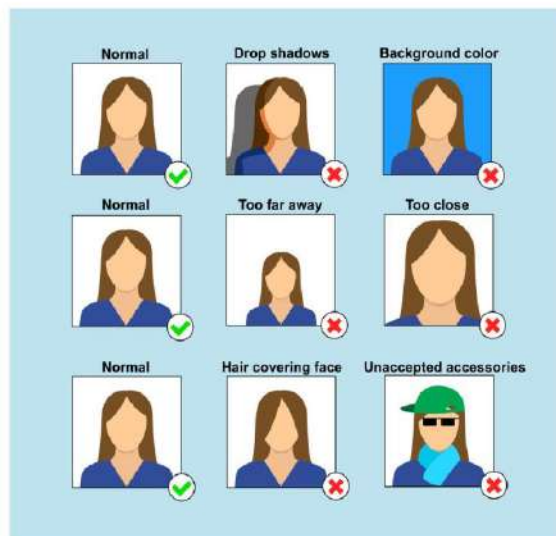 Normal
Drop shadows
Background color
Normal
Too far away
Too close
Normal
Hair covering face
Unaccepted accessories